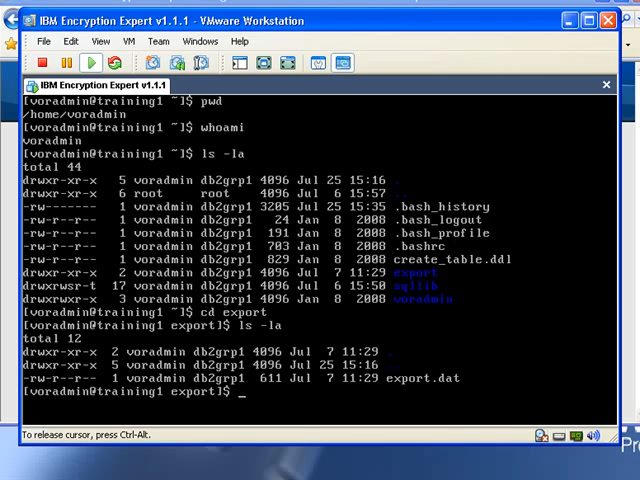 IBM Encryption Expert v1.1.1 - VMware Workstation
File Edit View VM Team Windows Help
IBM Encryption Expert v1.1.1
[voradmin@training1 ~]$ pwd
/home/voradmin
[voradmin@training1 ~]$ whoami
voradmin
[voradmin@training1 ~]$ ls -la
total 44
drwxr-xr-x 5 voradmin db2grp1 4096 Jul 25 15:16 .
drwxr-xr-x 6 root root 4096 Jul 6 15:57 ..
-rw------- 1 voradmin db2grp1 3205 Jul 25 15:35 .bash_history
-rw-r--r-- 1 voradmin db2grp1 24 Jan 8 2008 .bash_logout
-rw-r--r-- 1 voradmin db2grp1 191 Jan 8 2008 .bash_profile
-rw-r--r-- 1 voradmin db2grp1 703 Jan 8 2008 .bashrc
-rw-r--r-- 1 voradmin db2grp1 829 Jan 8 2008 create_table.ddl
drwxr-xr-x 2 voradmin db2grp1 4096 Jul 7 11:29 export
drwxrwsr-t 17 voradmin db2grp1 4096 Jul 6 15:50 sqllib
drwxrwxr-x 3 voradmin db2grp1 4096 Jan 8 2008 voradmin
[voradmin@training1 ~]$ cd export
[voradmin@training1 export]$ ls -la
total 12
drwxr-xr-x 2 voradmin db2grp1 4096 Jul 7 11:29 .
drwxr-xr-x 5 voradmin db2grp1 4096 Jul 25 15:16 ..
-rw-r--r-- 1 voradmin db2grp1 611 Jul 7 11:29 export.dat
[voradmin@training1 export]$ _
To release cursor, press Ctrl-Alt.